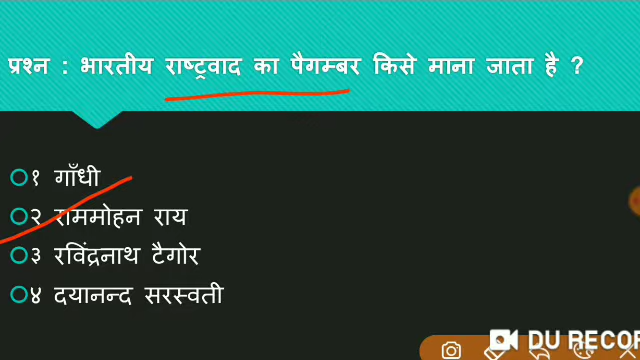 प्रश्न : भारतीय राष्ट्रवाद का पैगम्बर किसे माना जाता है ?
१ गाँधी
२ राममोहन राय
३ रविंद्रनाथ टैगोर
४ दयानन्द सरस्वती
DU RECOR